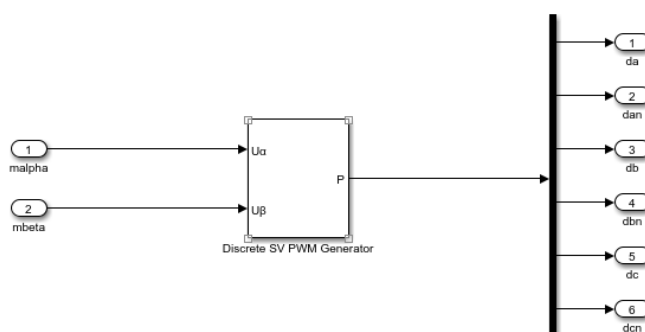 1
malpha
2
mbeta
Uα
Uβ
P
Discrete SV PWM Generator
1
da
2
dan
3
db
4
dbn
5
dc
6
dcn